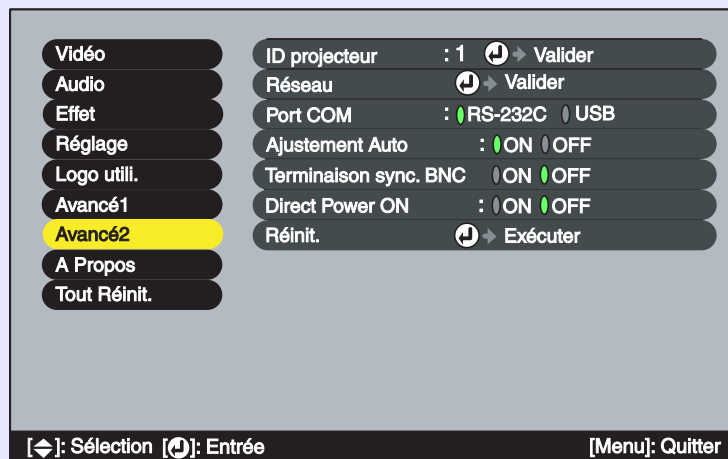 Vidéo
Audio
Effet
Réglage
Logo utili.
Avancé1
Avancé2
A Propos
Tout Réinit.
ID projecteur : 1 Valider
Réseau Valider
Port COM : RS-232C USB
Ajustement Auto : ON OFF
Terminaison sync. BNC ON OFF
Direct Power ON : ON OFF
Réinit. Exécuter
[ ]: Sélection [ ]: Entrée [Menu]: Quitter